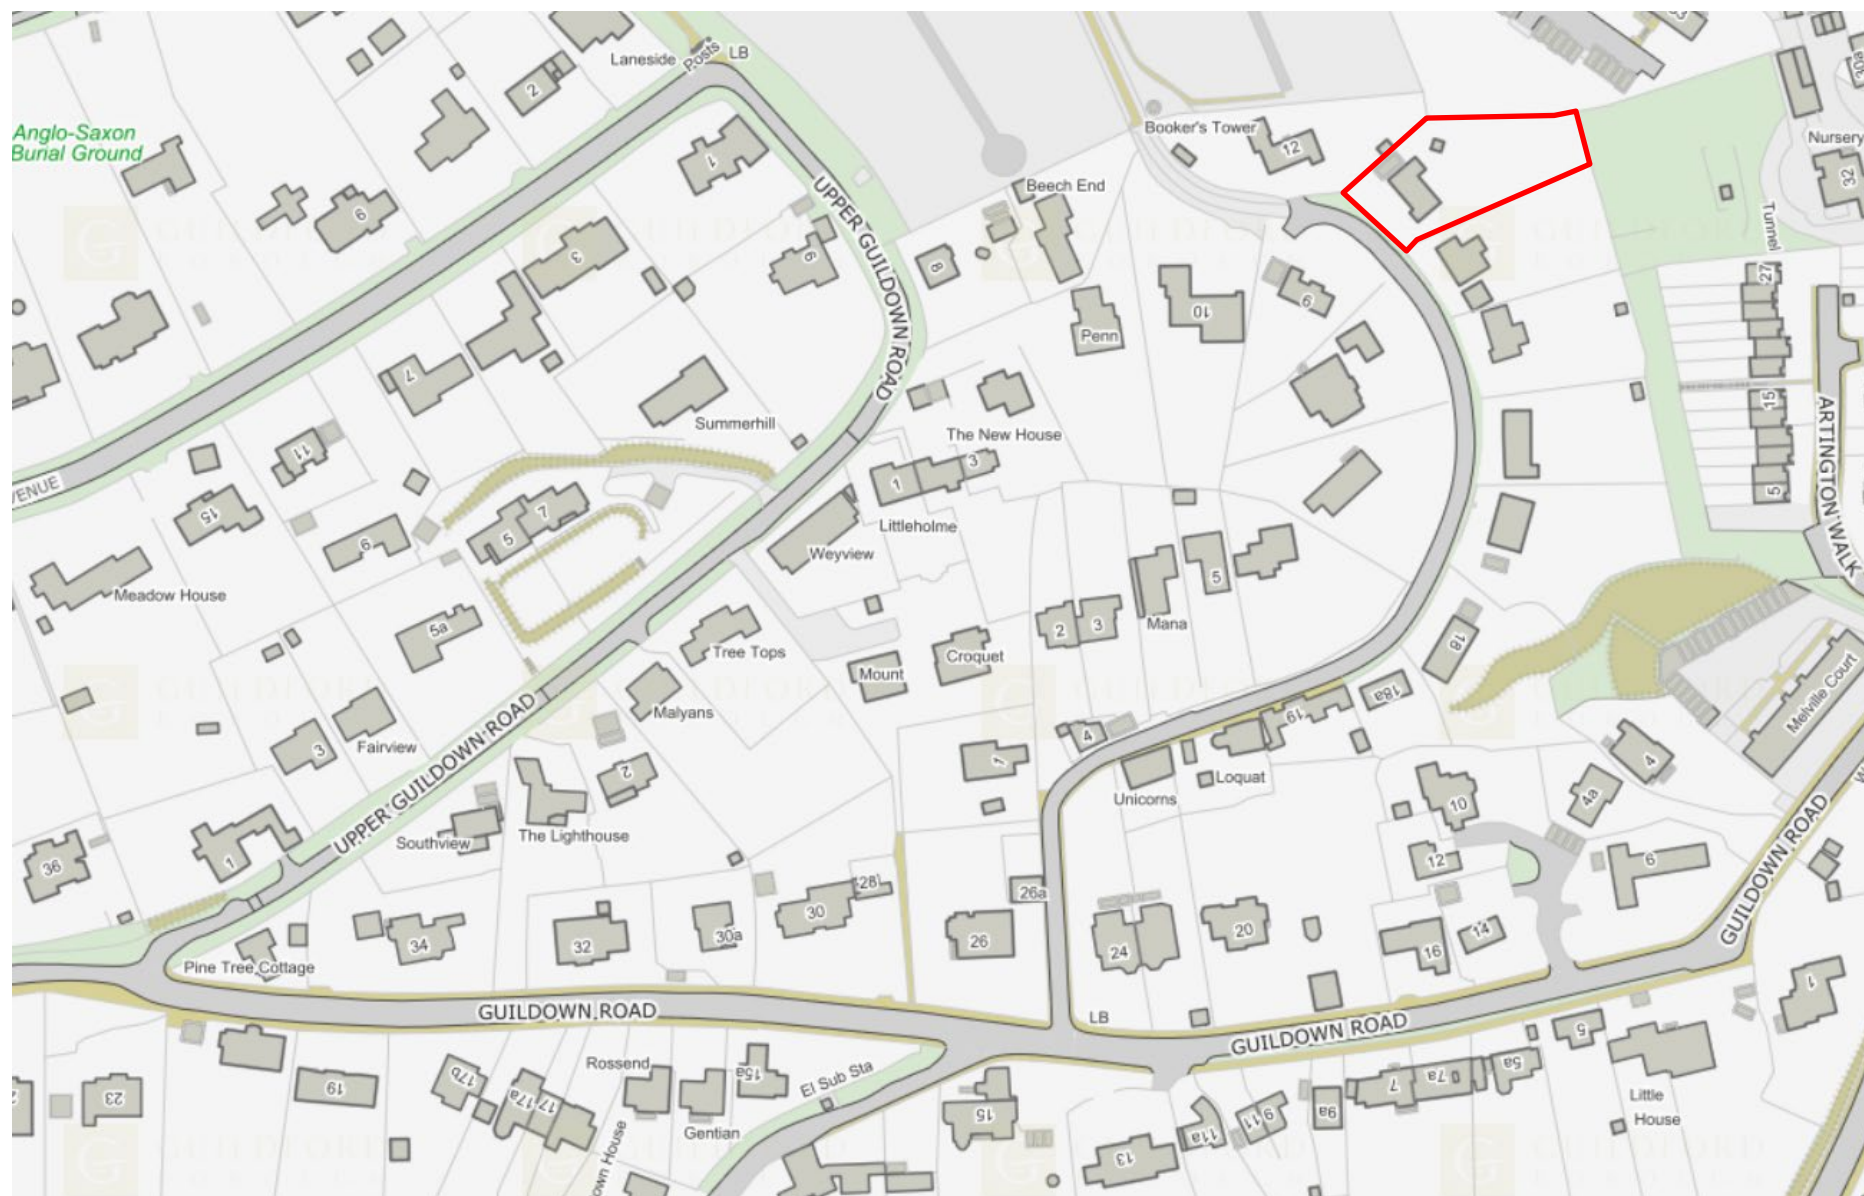 Laneside
Posts
LB
2
Anglo-Saxon
Burial Ground
1
UPPER GUILDOWN ROAD
Booker's Tower
12
Nursery
32
Beech End
6
3
9
8
Tunnel
27
Penn
10
6
7
Summerhill
The New House
3
1
Littleholme
15
ARTINGTON WALK
5
11
15
VENUE
6
5
7
Weyview
Meadow House
5a
Tree Tops
Mount
Croquet
2
3
Mana
5
18
18a
19
Melville Court
Malyans
Fairview
3
UPPER GUILDOWN ROAD
2
1
4
Unicorns
Loquat
10
4
4a
Southview
The Lighthouse
36
1
12
6
28
30
26a
26
24
20
16
14
34
32
30a
Pine Tree Cottage
GUILDOWN ROAD
GUILDOWN ROAD
GUILDOWN ROAD
LB
1
23
19
17b
17a
17
Rossend
15a
Gentian
El Sub Sta
15
13
11a
11
9
9a
7
7a
5a
5
Little
House
own House
GUILDFORD
BOROUGH